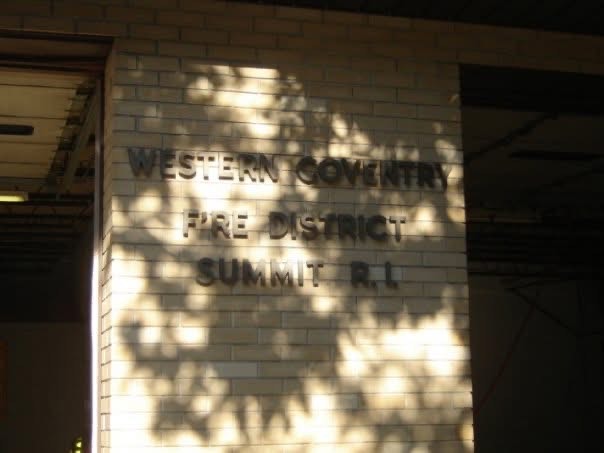 WESTERN COVENTRY
F'RE DISTRICT
SUMMIT R.I.